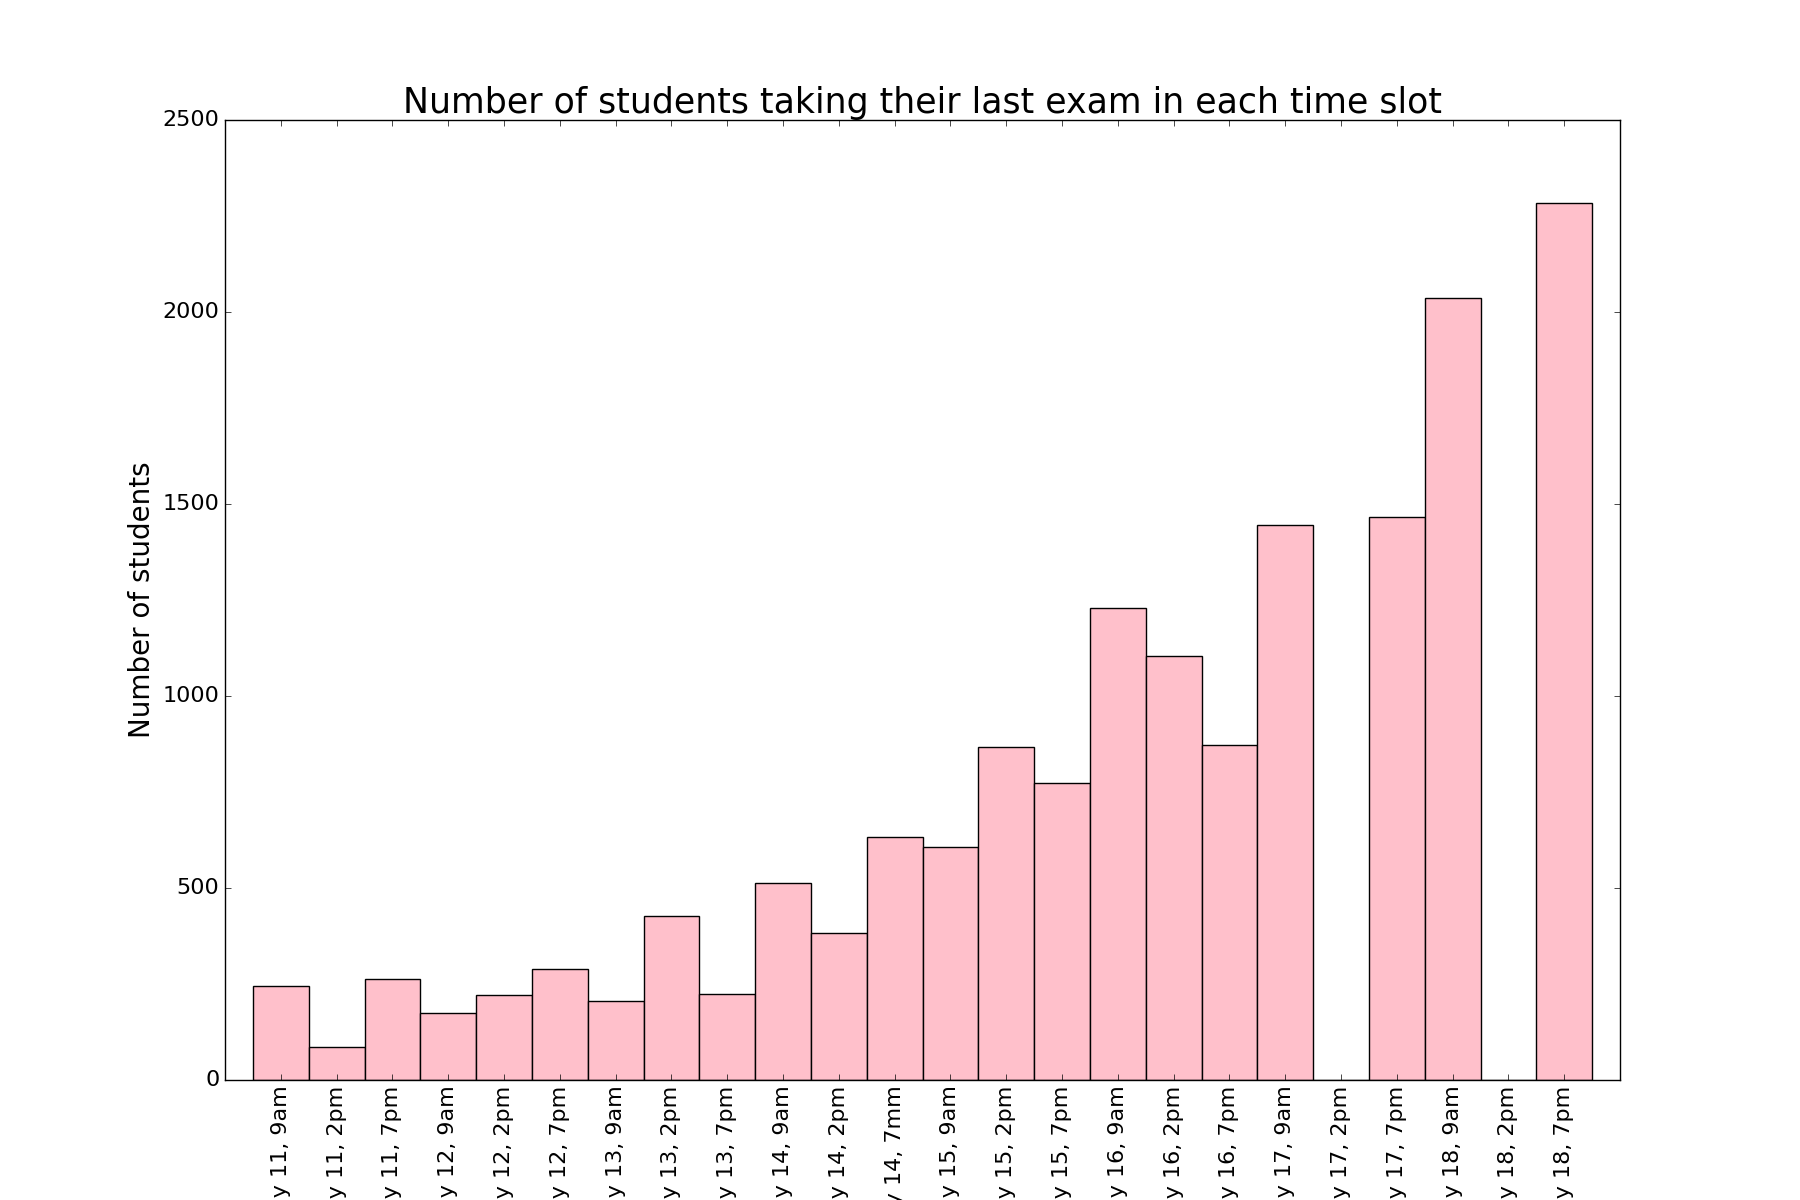 Number of students taking their last exam in each time slot
Number of students
2500
2000
1500
1000
500
0
y 11, 9am
y 11, 2pm
y 11, 7pm
y 12, 9am
y 12, 2pm
y 12, 7pm
y 13, 9am
y 13, 2pm
y 13, 7pm
y 14, 9am
y 14, 2pm
y 14, 7mm
y 15, 9am
y 15, 2pm
y 15, 7pm
y 16, 9am
y 16, 2pm
y 16, 7pm
y 17, 9am
y 17, 2pm
y 17, 7pm
y 18, 9am
y 18, 2pm
y 18, 7pm